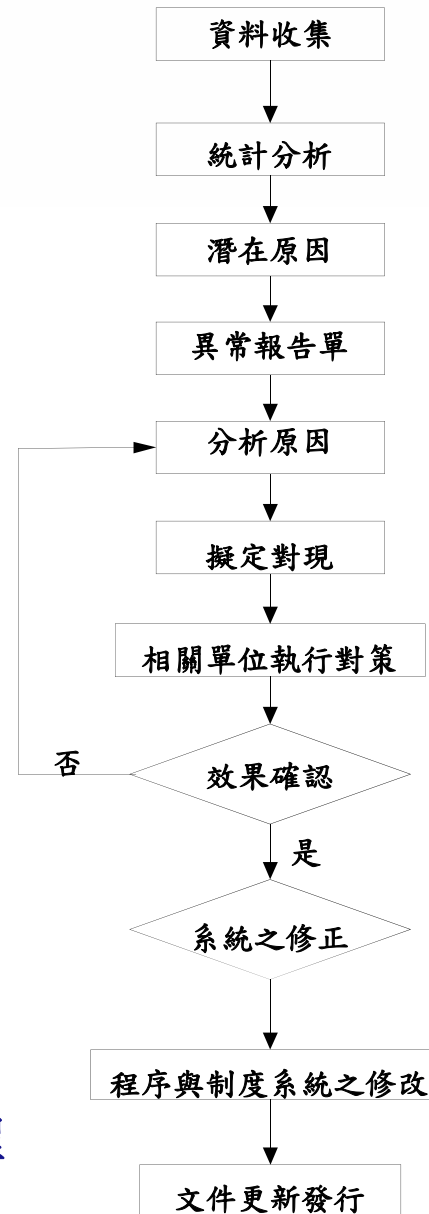 資料收集
統計分析
潛在原因
異常報告單
分析原因
擬定對現
相關單位執行對策
效果確認
否
是
系統之修正
程序與制度系統之修改
文件更新發行